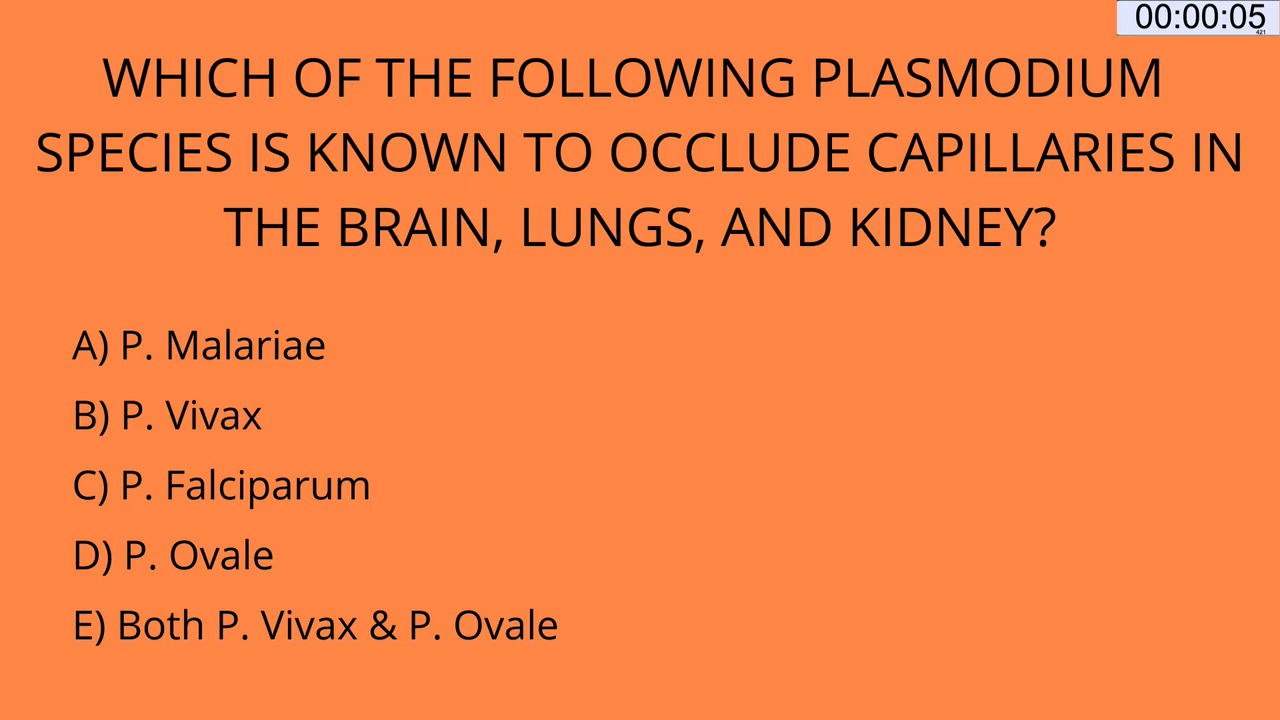 00:00:05
421
WHICH OF THE FOLLOWING PLASMODIUM
SPECIES IS KNOWN TO OCCLUDE CAPILLARIES IN
THE BRAIN, LUNGS, AND KIDNEY?
A) P. Malariae
B) P. Vivax
C) P. Falciparum
D) P. Ovale
E) Both P. Vivax & P. Ovale